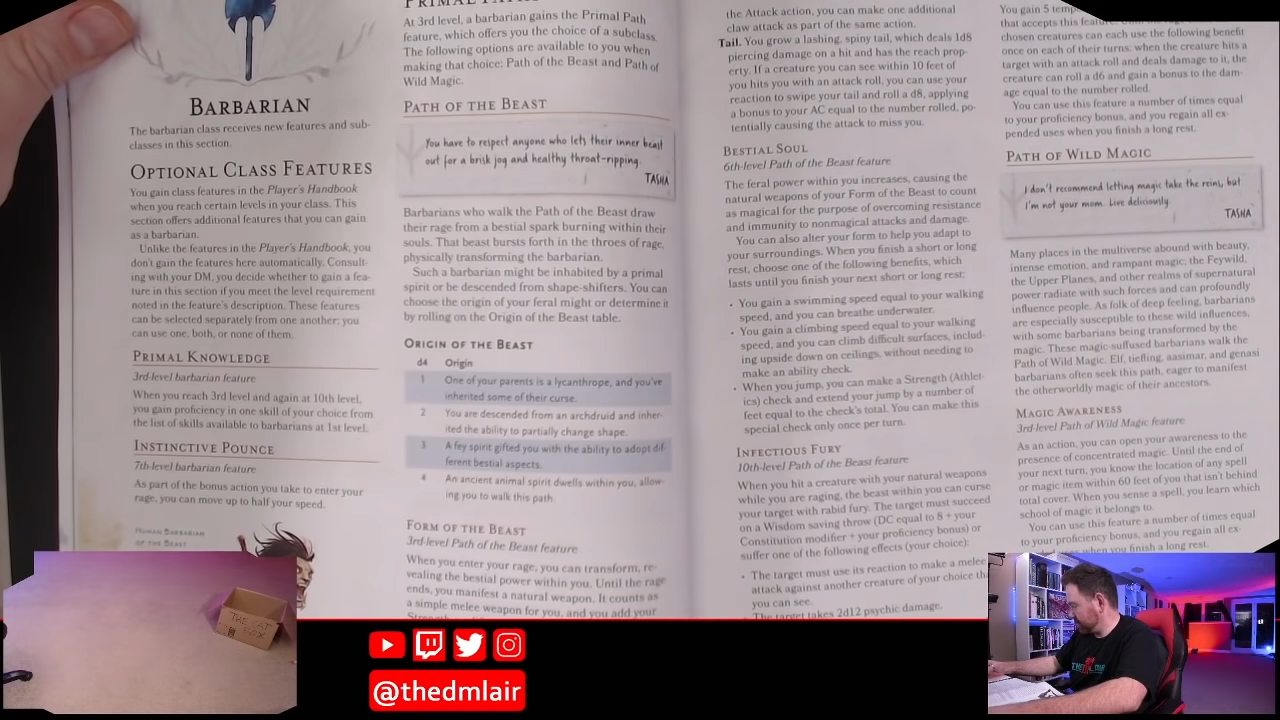 BARBARIAN
The barbarian class receives new features and sub-
classes in this section.
OPTIONAL CLASS FEATURES
You gain class features in the Player's Handbook
when you reach certain levels in your class. This
section offers additional features that you can gain
as a barbarian.
Unlike the features in the Player's Handbook, you
don't gain the features here automatically. Consult-
ing with your DM, you decide whether to gain a fea-
ture in this section if you meet the level requirement
noted in the feature's description. These features
can be selected separately from one another; you
can use one, both, or none of them.
PRIMAL KNOWLEDGE
3rd-level barbarian feature
When you reach 3rd level and again at 10th level,
you gain proficiency in one skill of your choice from
the list of skills available to barbarians at 1st level.
INSTINCTIVE POUNCE
7th-level barbarian feature
As part of the bonus action you take to enter your
rage, you can move up to half your speed.
HUMAN BARBARIAN
OF THE BEAST
PRIMAL PATHS
At 3rd level, a barbarian gains the Primal Path
feature, which offers you the choice of a subclass.
The following options are available to you when
making that choice: Path of the Beast and Path of
Wild Magic.
PATH OF THE BEAST
You have to respect anyone who lets their inner beast
out for a brisk jog and healthy throat-ripping.
TASHA
Barbarians who walk the Path of the Beast draw
their rage from a bestial spark burning within their
souls. That beast bursts forth in the throes of rage,
physically transforming the barbarian.
Such a barbarian might be inhabited by a primal
spirit or be descended from shape-shifters. You can
choose the origin of your feral might or determine it
by rolling on the Origin of the Beast table.
ORIGIN OF THE BEAST
d4 Origin
1 One of your parents is a lycanthrope, and you've
inherited some of their curse.
2 You are descended from an archdruid and inher-
ited the ability to partially change shape.
3 A fey spirit gifted you with the ability to adopt dif-
ferent bestial aspects.
4 An ancient animal spirit dwells within you, allow-
ing you to walk this path.
FORM OF THE BEAST
3rd-level Path of the Beast feature
When you enter your rage, you can transform, re-
vealing the bestial power within you. Until the rage
ends, you manifest a natural weapon. It counts as
a simple melee weapon for you, and you add your
the Attack action, you can make one additional
claw attack as part of the same action.
Tail. You grow a lashing, spiny tail, which deals 1d8
piercing damage on a hit and has the reach prop-
erty. If a creature you can see within 10 feet of
you hits you with an attack roll, you can use your
reaction to swipe your tail and roll a d8, applying
a bonus to your AC equal to the number rolled, po-
tentially causing the attack to miss you.
BESTIAL SOUL
6th-level Path of the Beast feature
The feral power within you increases, causing the
natural weapons of your Form of the Beast to count
as magical for the purpose of overcoming resistance
and immunity to nonmagical attacks and damage.
You can also alter your form to help you adapt to
your surroundings. When you finish a short or long
rest, choose one of the following benefits, which
lasts until you finish your next short or long rest:
• You gain a swimming speed equal to your walking
speed, and you can breathe underwater.
• You gain a climbing speed equal to your walking
speed, and you can climb difficult surfaces, includ-
ing upside down on ceilings, without needing to
make an ability check.
• When you jump, you can make a Strength (Athlet-
ics) check and extend your jump by a number of
feet equal to the check's total. You can make this
special check only once per turn.
INFECTIOUS FURY
10th-level Path of the Beast feature
When you hit a creature with your natural weapons
while you are raging, the beast within you can curse
your target with rabid fury. The target must succeed
on a Wisdom saving throw (DC equal to 8 + your
Constitution modifier + your proficiency bonus) or
suffer one of the following effects (your choice):
• The target must use its reaction to make a melee
attack against another creature of your choice th
you can see.
• The target takes 2d12 psychic damage.
You gain 5 temp
that accepts this feature.
chosen creatures can each use the following benefit
once on each of their turns: when the creature hits a
target with an attack roll and deals damage to it, the
creature can roll a d6 and gain a bonus to the dam-
age equal to the number rolled.
You can use this feature a number of times equal
to your proficiency bonus, and you regain all ex-
pended uses when you finish a long rest.
PATH OF WILD MAGIC
I don't recommend letting magic take the reins, but
I'm not your mom. Live deliciously.
TASHA
Many places in the multiverse abound with beauty,
intense emotion, and rampant magic; the Feywild,
the Upper Planes, and other realms of supernatural
power radiate with such forces and can profoundly
influence people. As folk of deep feeling, barbarians
are especially susceptible to these wild influences,
with some barbarians being transformed by the
magic. These magic-suffused barbarians walk the
Path of Wild Magic. Elf, tiefling, aasimar, and genasi
barbarians often seek this path, eager to manifest
the otherworldly magic of their ancestors.
MAGIC AWARENESS
3rd-level Path of Wild Magic feature
As an action, you can open your awareness to the
presence of concentrated magic. Until the end of
your next turn, you know the location of any spell
or magic item within 60 feet of you that isn't behind
total cover. When you sense a spell, you learn which
school of magic it belongs to.
You can use this feature a number of times equal
to your proficiency bonus, and you regain all ex-
when you finish a long rest.
THE CAT
BOX
@thedmlair